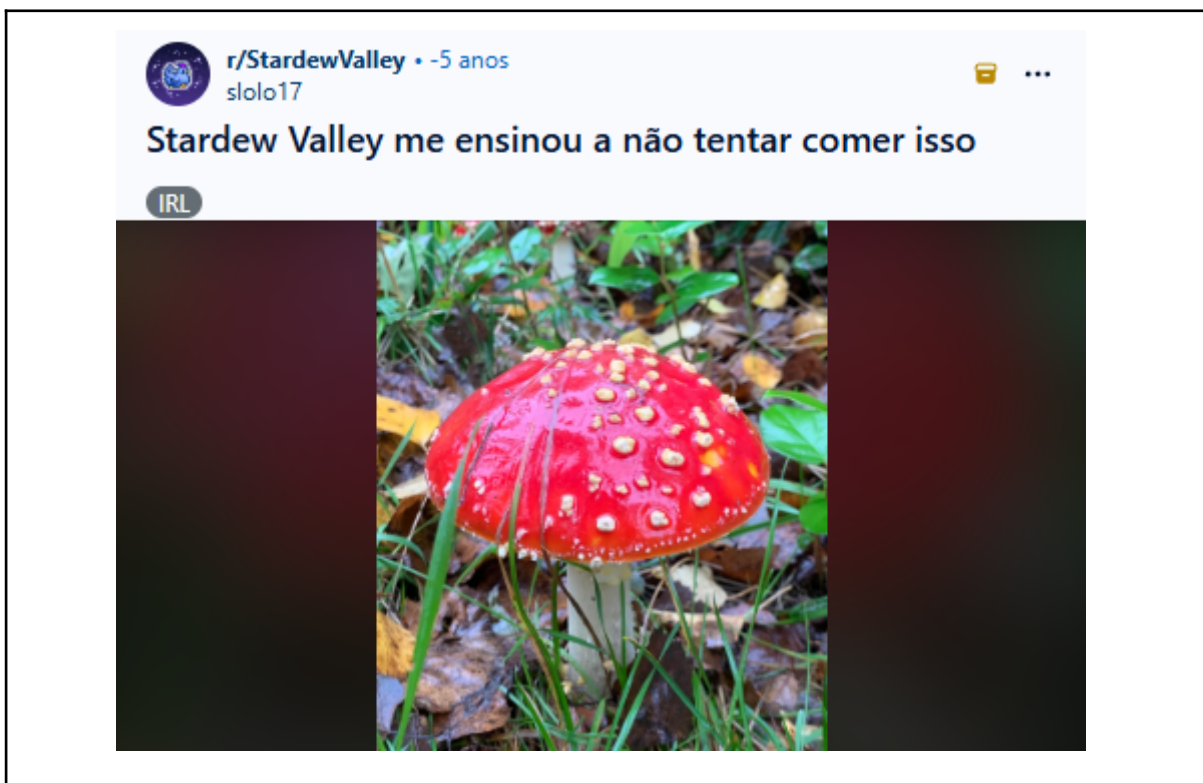 r/StardewValley • -5 anos
slolo17
Stardew Valley me ensinou a não tentar comer isso
IRL